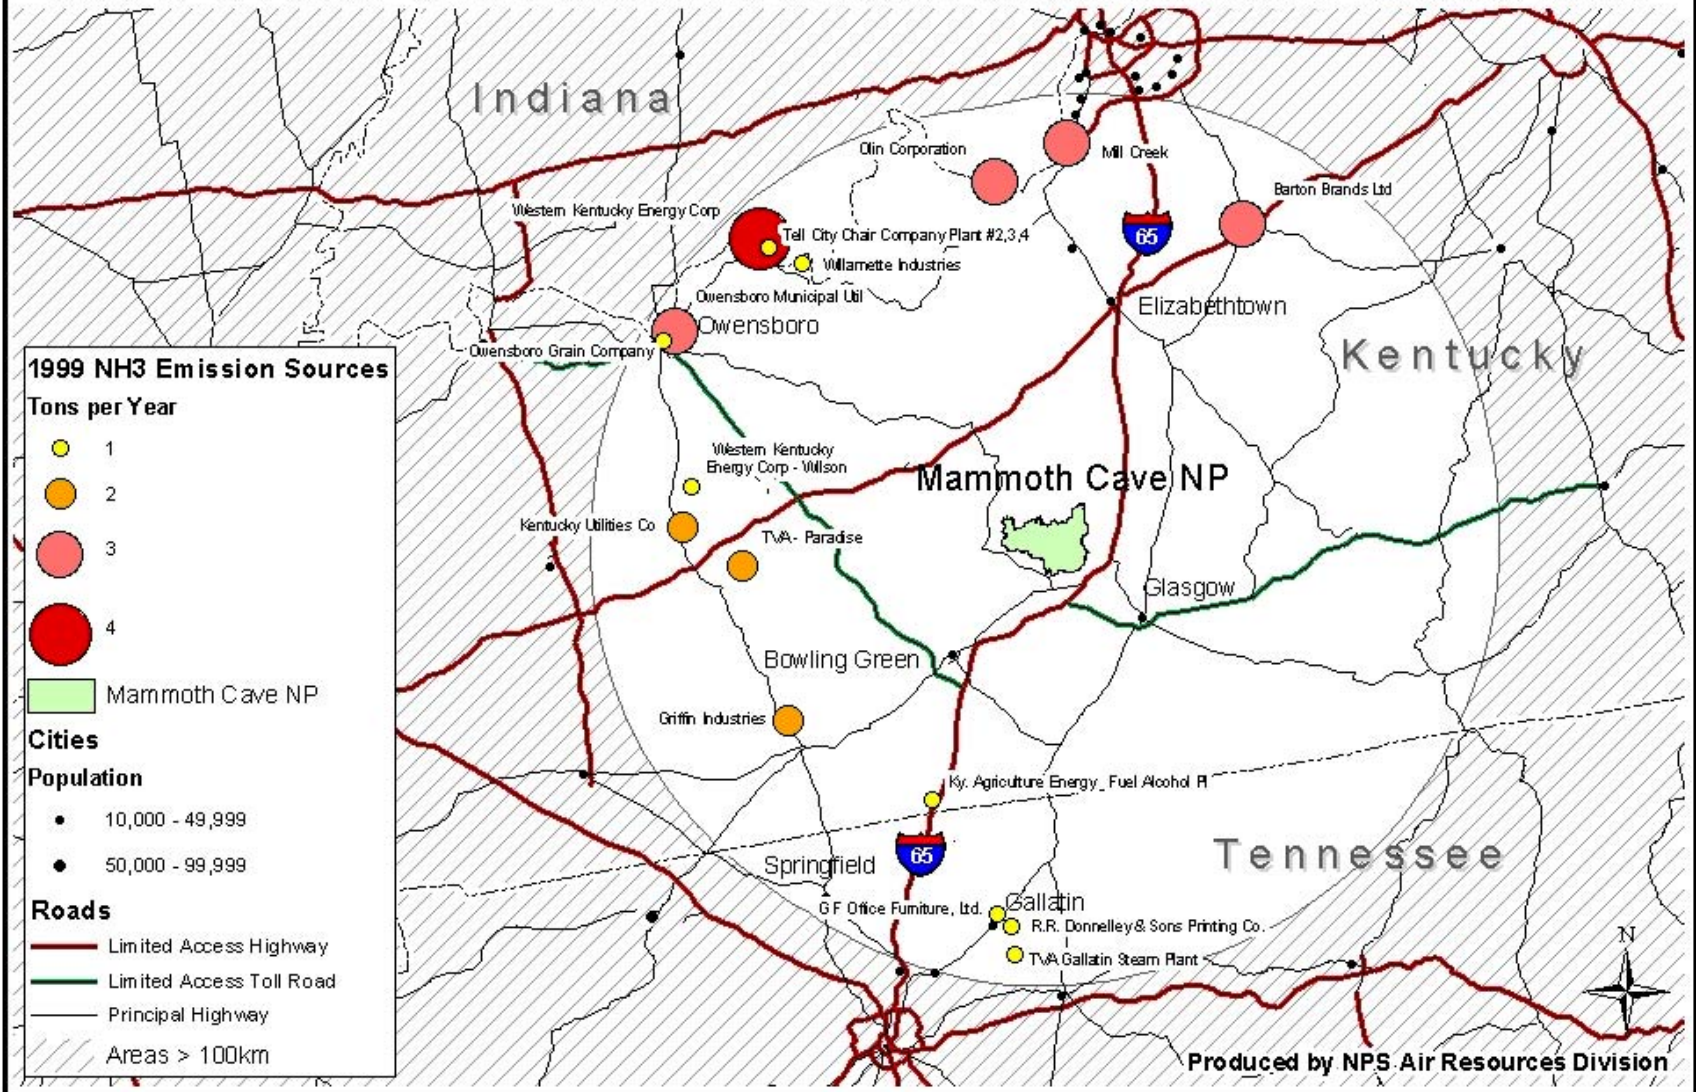 Indiana
Olin Corporation
Mill Creek
Barton Brands Ltd
Western Kentucky Energy Corp
Tell City Chair Company Plant #2,3,4
65
Willamette Industries
Owensboro Municipal Util
Elizabethtown
Owensboro
Owensboro Grain Company
Kentucky
1999 NH3 Emission Sources
Tons per Year
1
2
3
4
Mammoth Cave NP
Cities
Population
10,000 - 49,999
50,000 - 99,999
Roads
Limited Access Highway
Limited Access Toll Road
Principal Highway
Areas > 100km
Western Kentucky
Energy Corp - Wilson
Mammoth Cave NP
Kentucky Utilities Co
TVA - Paradise
Glasgow
Bowling Green
Griffin Industries
Ky. Agriculture Energy_ Fuel Alcohol Pl
65
Springfield
Tennessee
G F Office Furniture, Ltd.
Gallatin
R.R. Donnelley & Sons Printing Co.
TVA Gallatin Steam Plant
N
Produced by NPS Air Resources Division